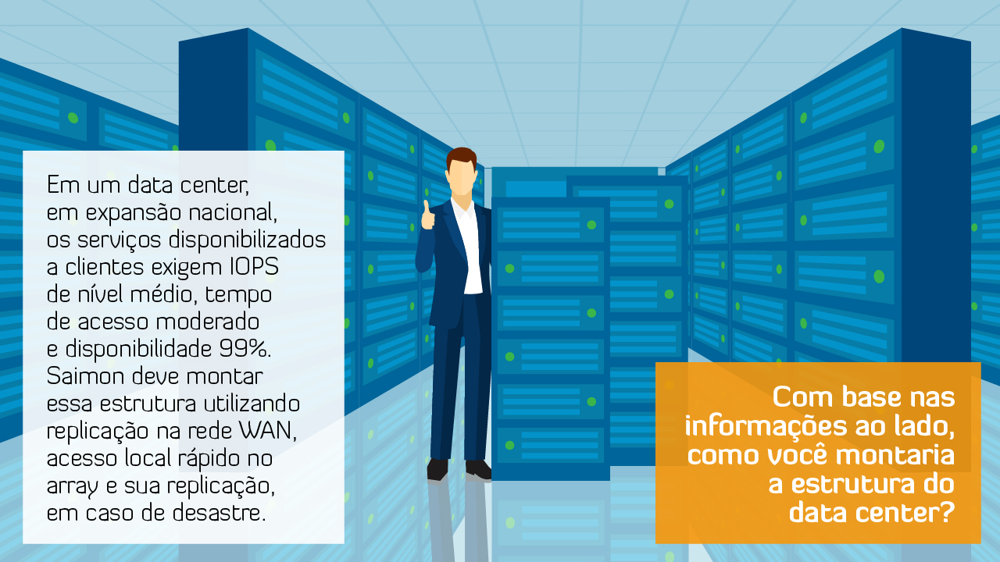 Em um data center,
em expansão nacional,
os serviços disponibilizados
a clientes exigem IOPS
de nível médio, tempo
de acesso moderado
e disponibilidade 99%.
Saimon deve montar
essa estrutura utilizando
replicação na rede WAN,
acesso local rápido no
array e sua replicação,
em caso de desastre.
Com base nas
informações ao lado,
como você montaria
a estrutura do
data center?